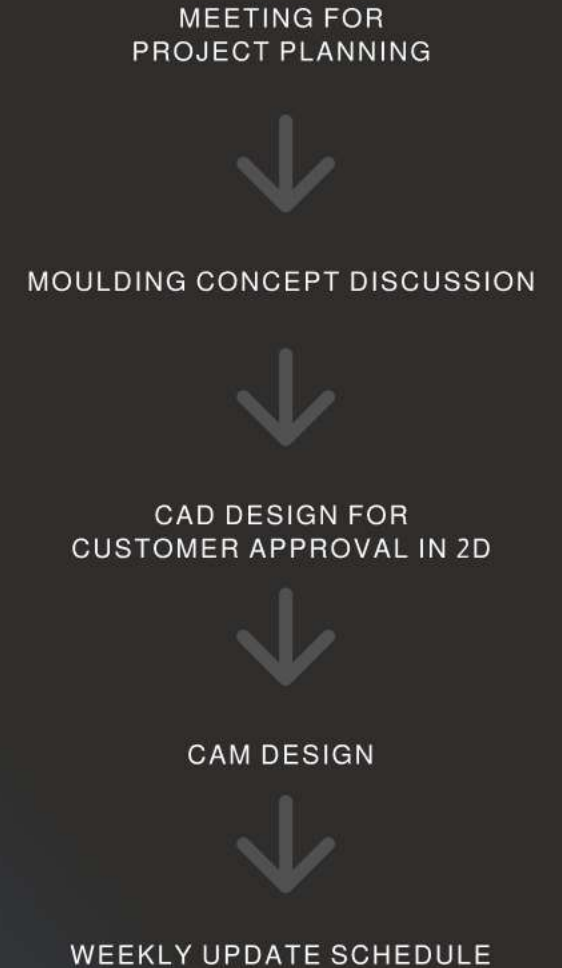 MEETING FOR
PROJECT PLANNING
MOULDING CONCEPT DISCUSSION
CAD DESIGN FOR
CUSTOMER APPROVAL IN 2D
CAM DESIGN
WEEKLY UPDATE SCHEDULE